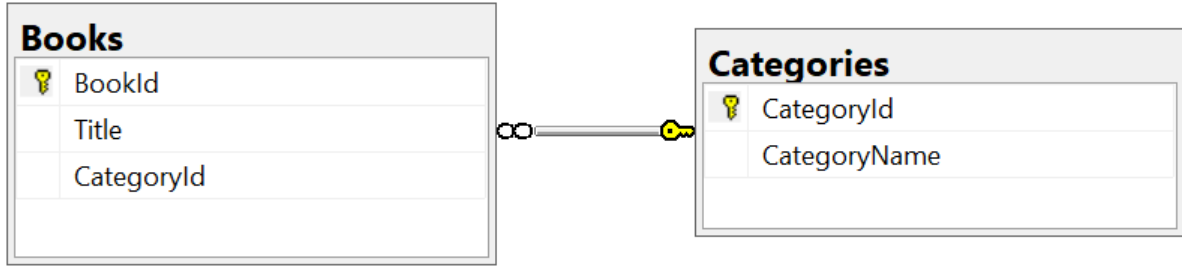 Books
BookId
Title
CategoryId
Categories
CategoryId
CategoryName